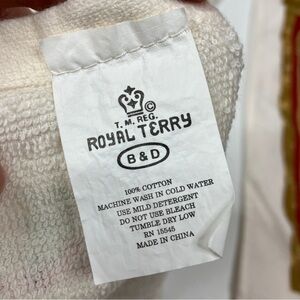 ©
T. M. REG.
ROYAL TERRY
B & D
100% COTTON
MACHINE WASH IN COLD WATER
USE MILD DETERGENT
DO NOT USE BLEACH
TUMBLE DRY LOW
RN 15545
MADE IN CHINA